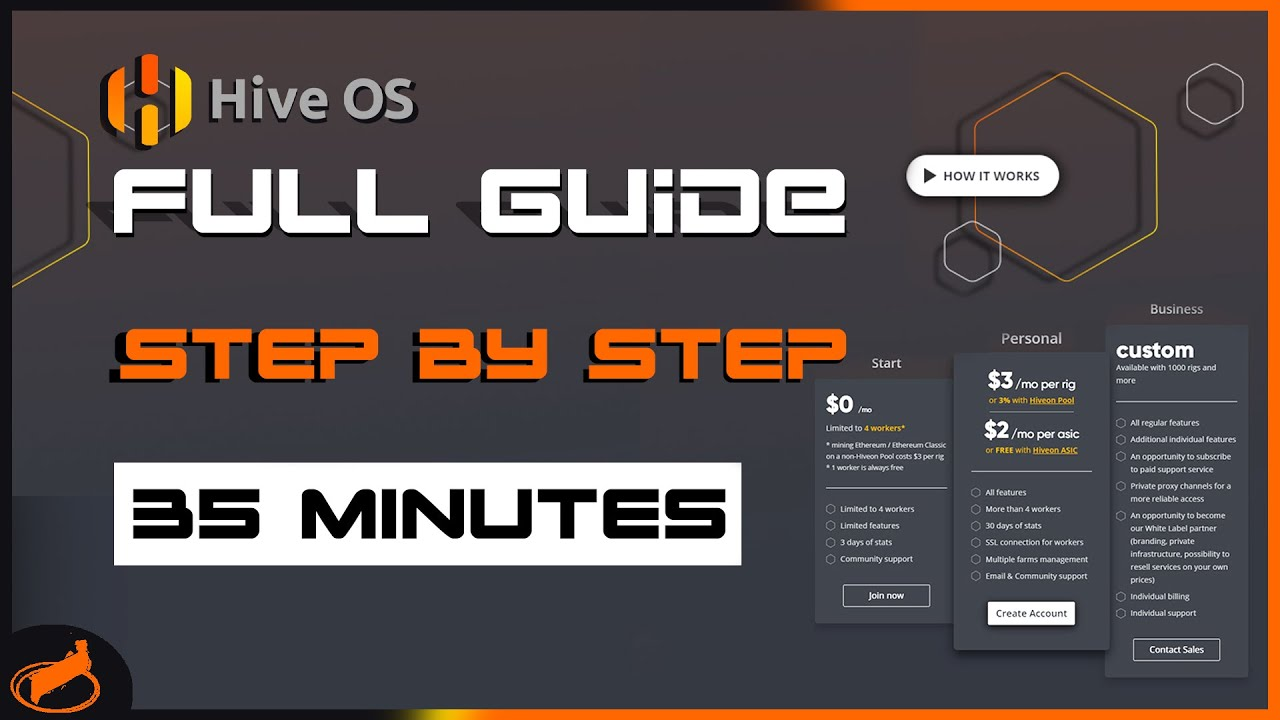 Hive OS
FULL GUIDE
STEP BY STEP
35 MINUTES
HOW IT WORKS
Start
$0 /mo
Limited to 4 workers*
* mining Ethereum / Ethereum Classic
on a non-Hiveon Pool costs $3 per rig
* 1 worker is always free
Limited to 4 workers
Limited features
3 days of stats
Community support
Join now
Personal
$3 /mo per rig
or 3% with Hiveon Pool
$2 /mo per asic
or FREE with Hiveon ASIC
All features
More than 4 workers
30 days of stats
SSL connection for workers
Multiple farms management
Email & Community support
Create Account
Business
custom
Available with 1000 rigs and
more
All regular features
Additional individual features
An opportunity to subscribe
to paid support service
Private proxy channels for a
more reliable access
An opportunity to become
our White Label partner
(branding, private
infrastructure, possibility to
resell services on your own
prices)
Individual billing
Individual support
Contact Sales